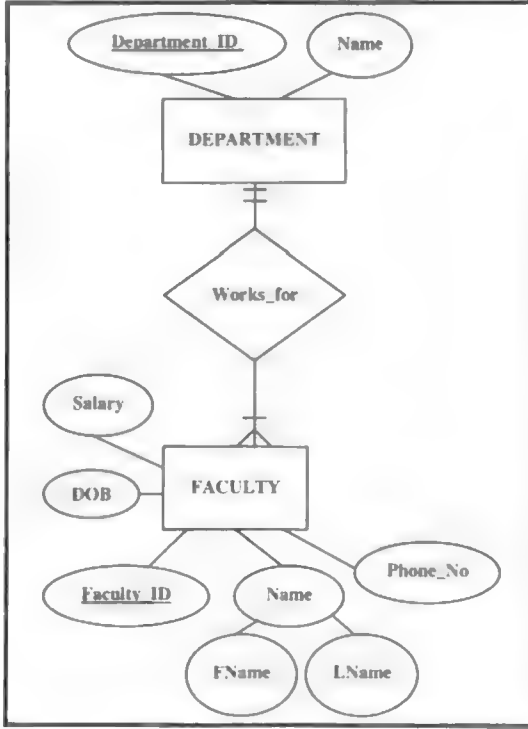 Department_ID
Name
DEPARTMENT
Works_for
Salary
FACULTY
DOB
Phone_No
Faculty_ID
Name
FName
LName